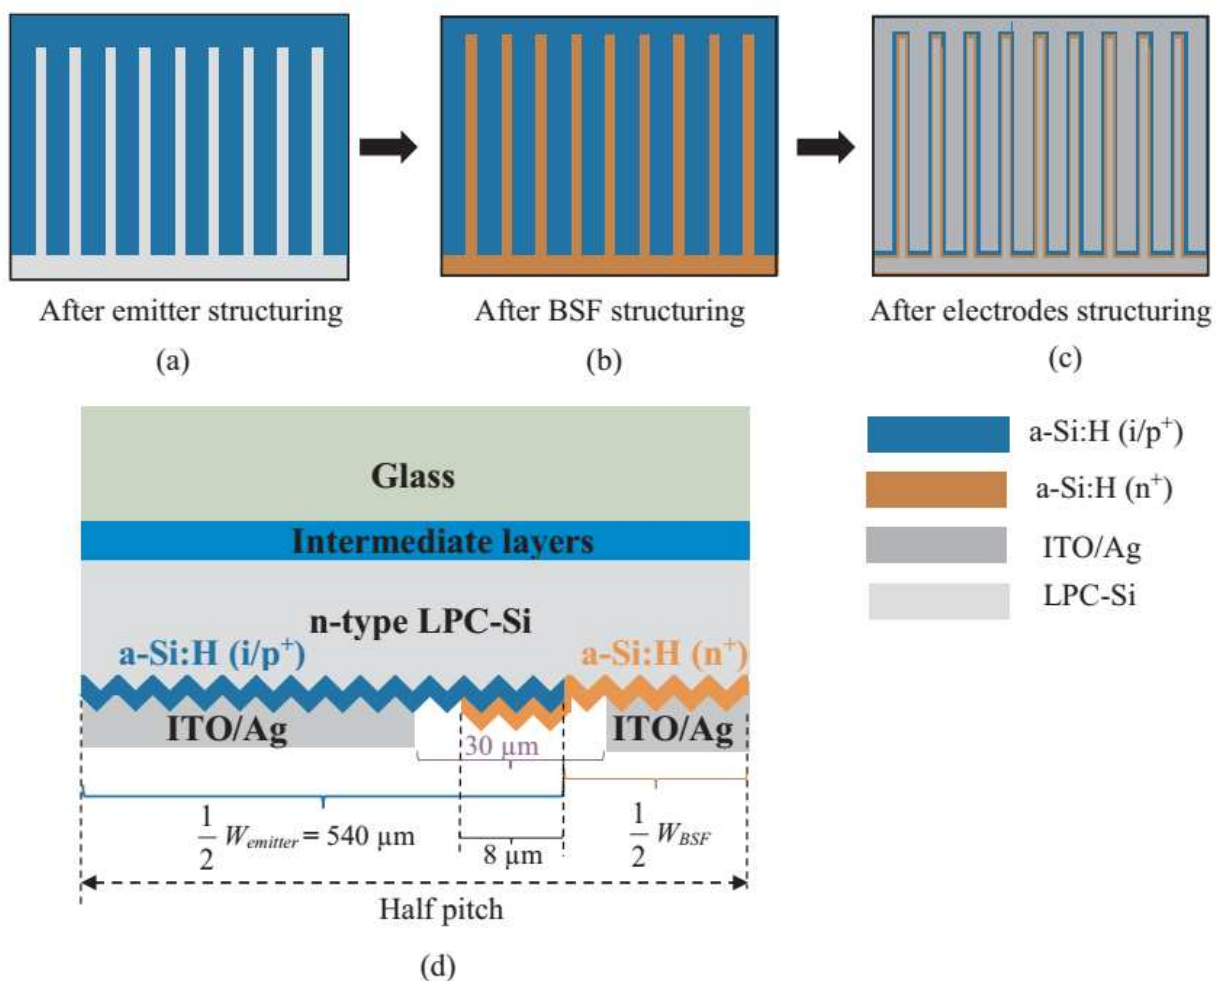 After emitter structuring
(a)
After BSF structuring
(b)
After electrodes structuring
(c)
Glass
Intermediate layers
n-type LPC-Si
a-Si:H (i/p⁺)
a-Si:H (n⁺)
ITO/Ag
ITO/Ag
30 µm
½ W_emitter = 540 µm
8 µm
½ W_BSF
Half pitch
(d)
a-Si:H (i/p⁺)
a-Si:H (n⁺)
ITO/Ag
LPC-Si